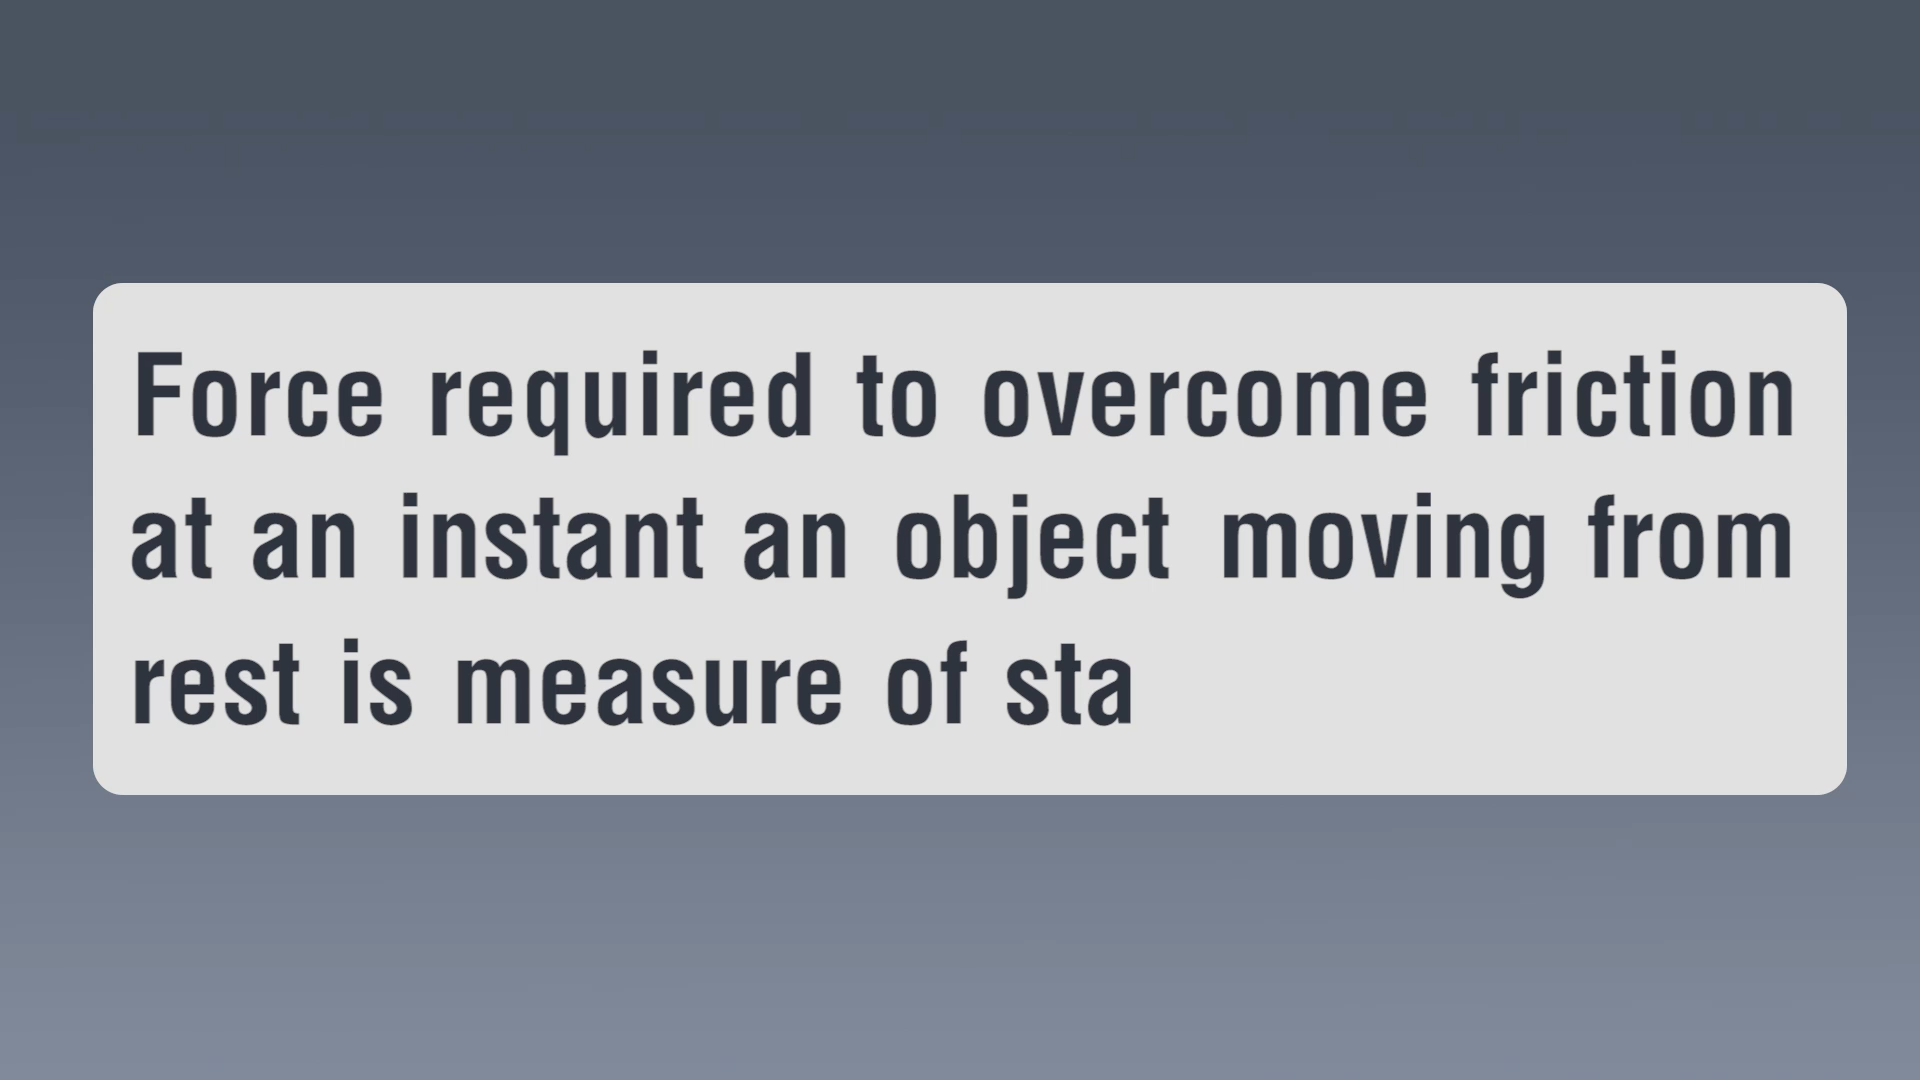 Force required to overcome friction
at an instant an object moving from
rest is measure of sta